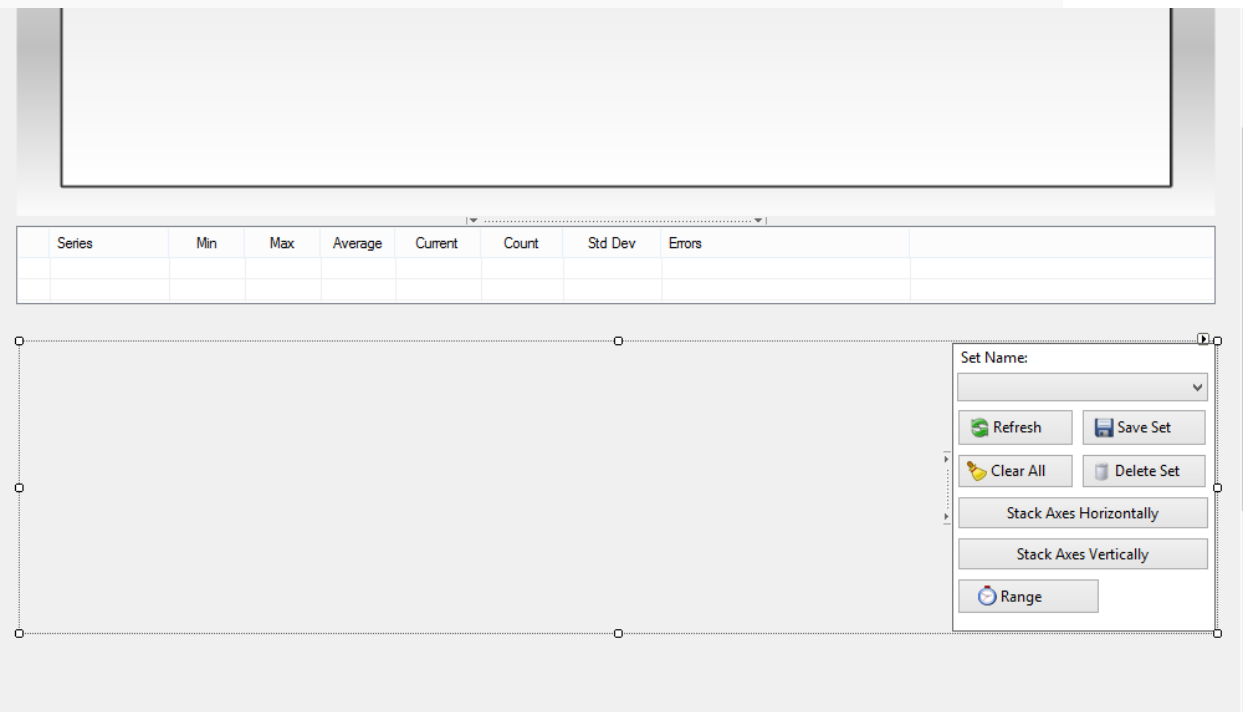 Series Min Max Average Current Count Std Dev Errors
Set Name:
Refresh Save Set
Clear All Delete Set
Stack Axes Horizontally
Stack Axes Vertically
Range